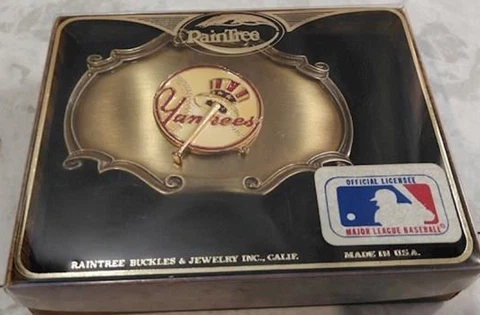 RainTree
Yankees
OFFICIAL LICENSEE
MAJOR LEAGUE BASEBALL
RAINTREE BUCKLES & JEWELRY INC., CALIF.
MADE IN U.S.A.